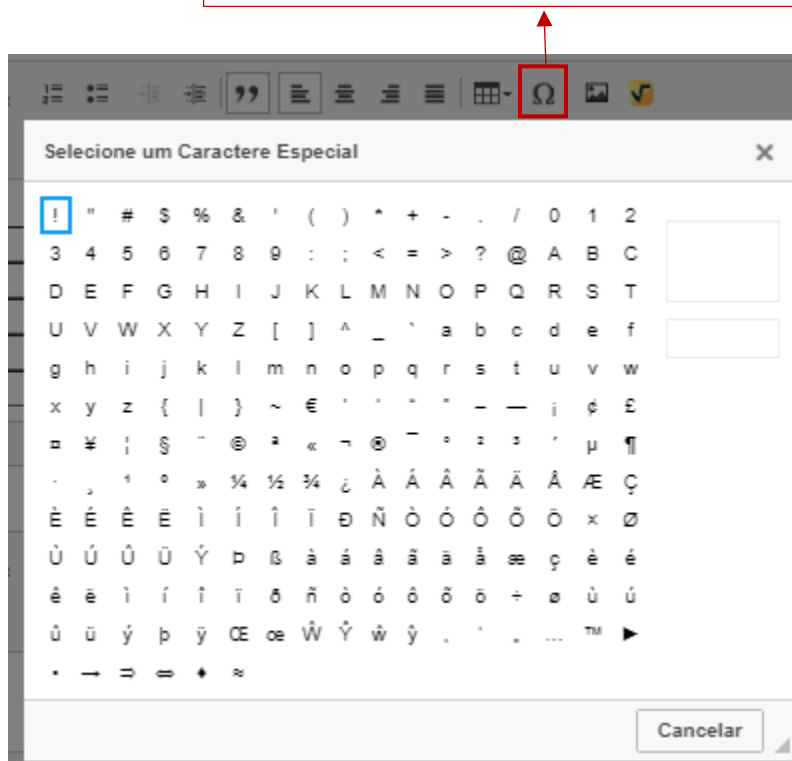 Ω
Selecione um Caractere Especial ×
! " # $ % & ' ( ) * + - . / 0 1 2
3 4 5 6 7 8 9 : ; < = > ? @ A B C
D E F G H I J K L M N O P Q R S T
U V W X Y Z [ ] ^ _ ` a b c d e f
g h i j k l m n o p q r s t u v w
x y z { | } ~ € ‘ ’ “ ” – — ¡ ¢ £
¤ ¥ ¦ § ¨ © ª « ¬ ® ¯ ° ² ³ ´ µ ¶
· ¸ ¹ º » ¼ ½ ¾ ¿ À Á Â Ã Ä Å Æ Ç
È É Ê Ë Ì Í Î Ï Ð Ñ Ò Ó Ô Õ Ö × Ø
Ù Ú Û Ü Ý Þ ß à á â ã ä å æ ç è é
ê ë ì í î ï ð ñ ò ó ô õ ö ÷ ø ù ú
û ü ý þ ÿ Œ œ Ŵ Ŷ ŵ ŷ ‚ ‛ „ … ™ ►
• → ⇒ ⇔ ♦ ≈
Cancelar